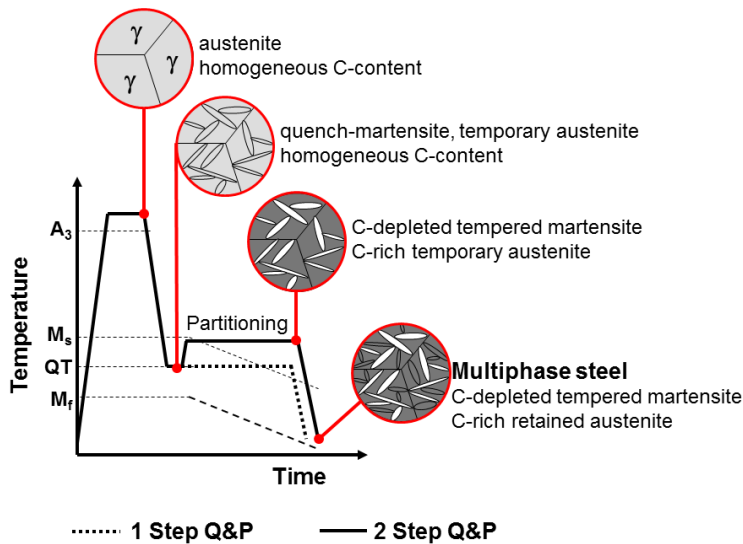 γ
γ
γ
austenite
homogeneous C-content
quench-martensite, temporary austenite
homogeneous C-content
C-depleted tempered martensite
C-rich temporary austenite
A3
Partitioning
Ms
QT
Mf
Temperature
Multiphase steel
C-depleted tempered martensite
C-rich retained austenite
Time
1 Step Q&P
2 Step Q&P